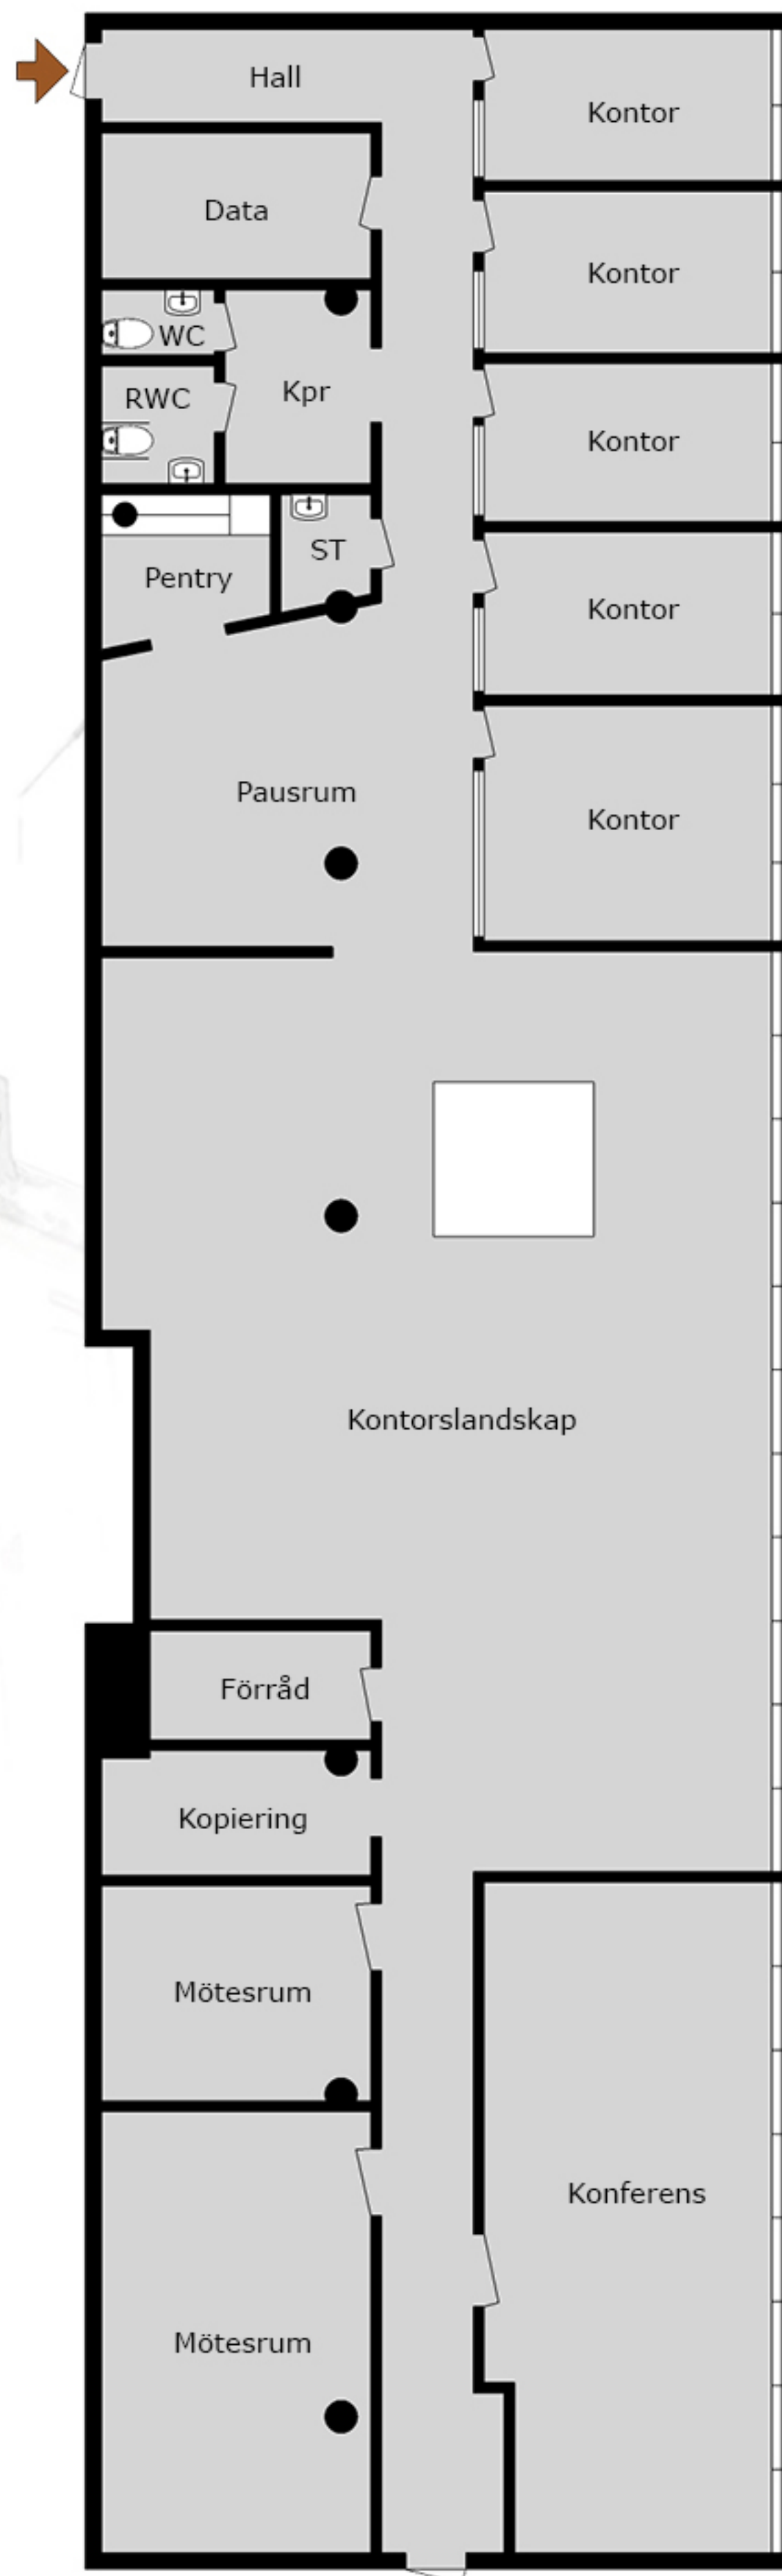 Hall
Kontor
Data
Kontor
WC
RWC
Kpr
Kontor
ST
Pentry
Kontor
Pausrum
Kontor
Kontorslandskap
Förråd
Kopiering
Mötesrum
Konferens
Mötesrum